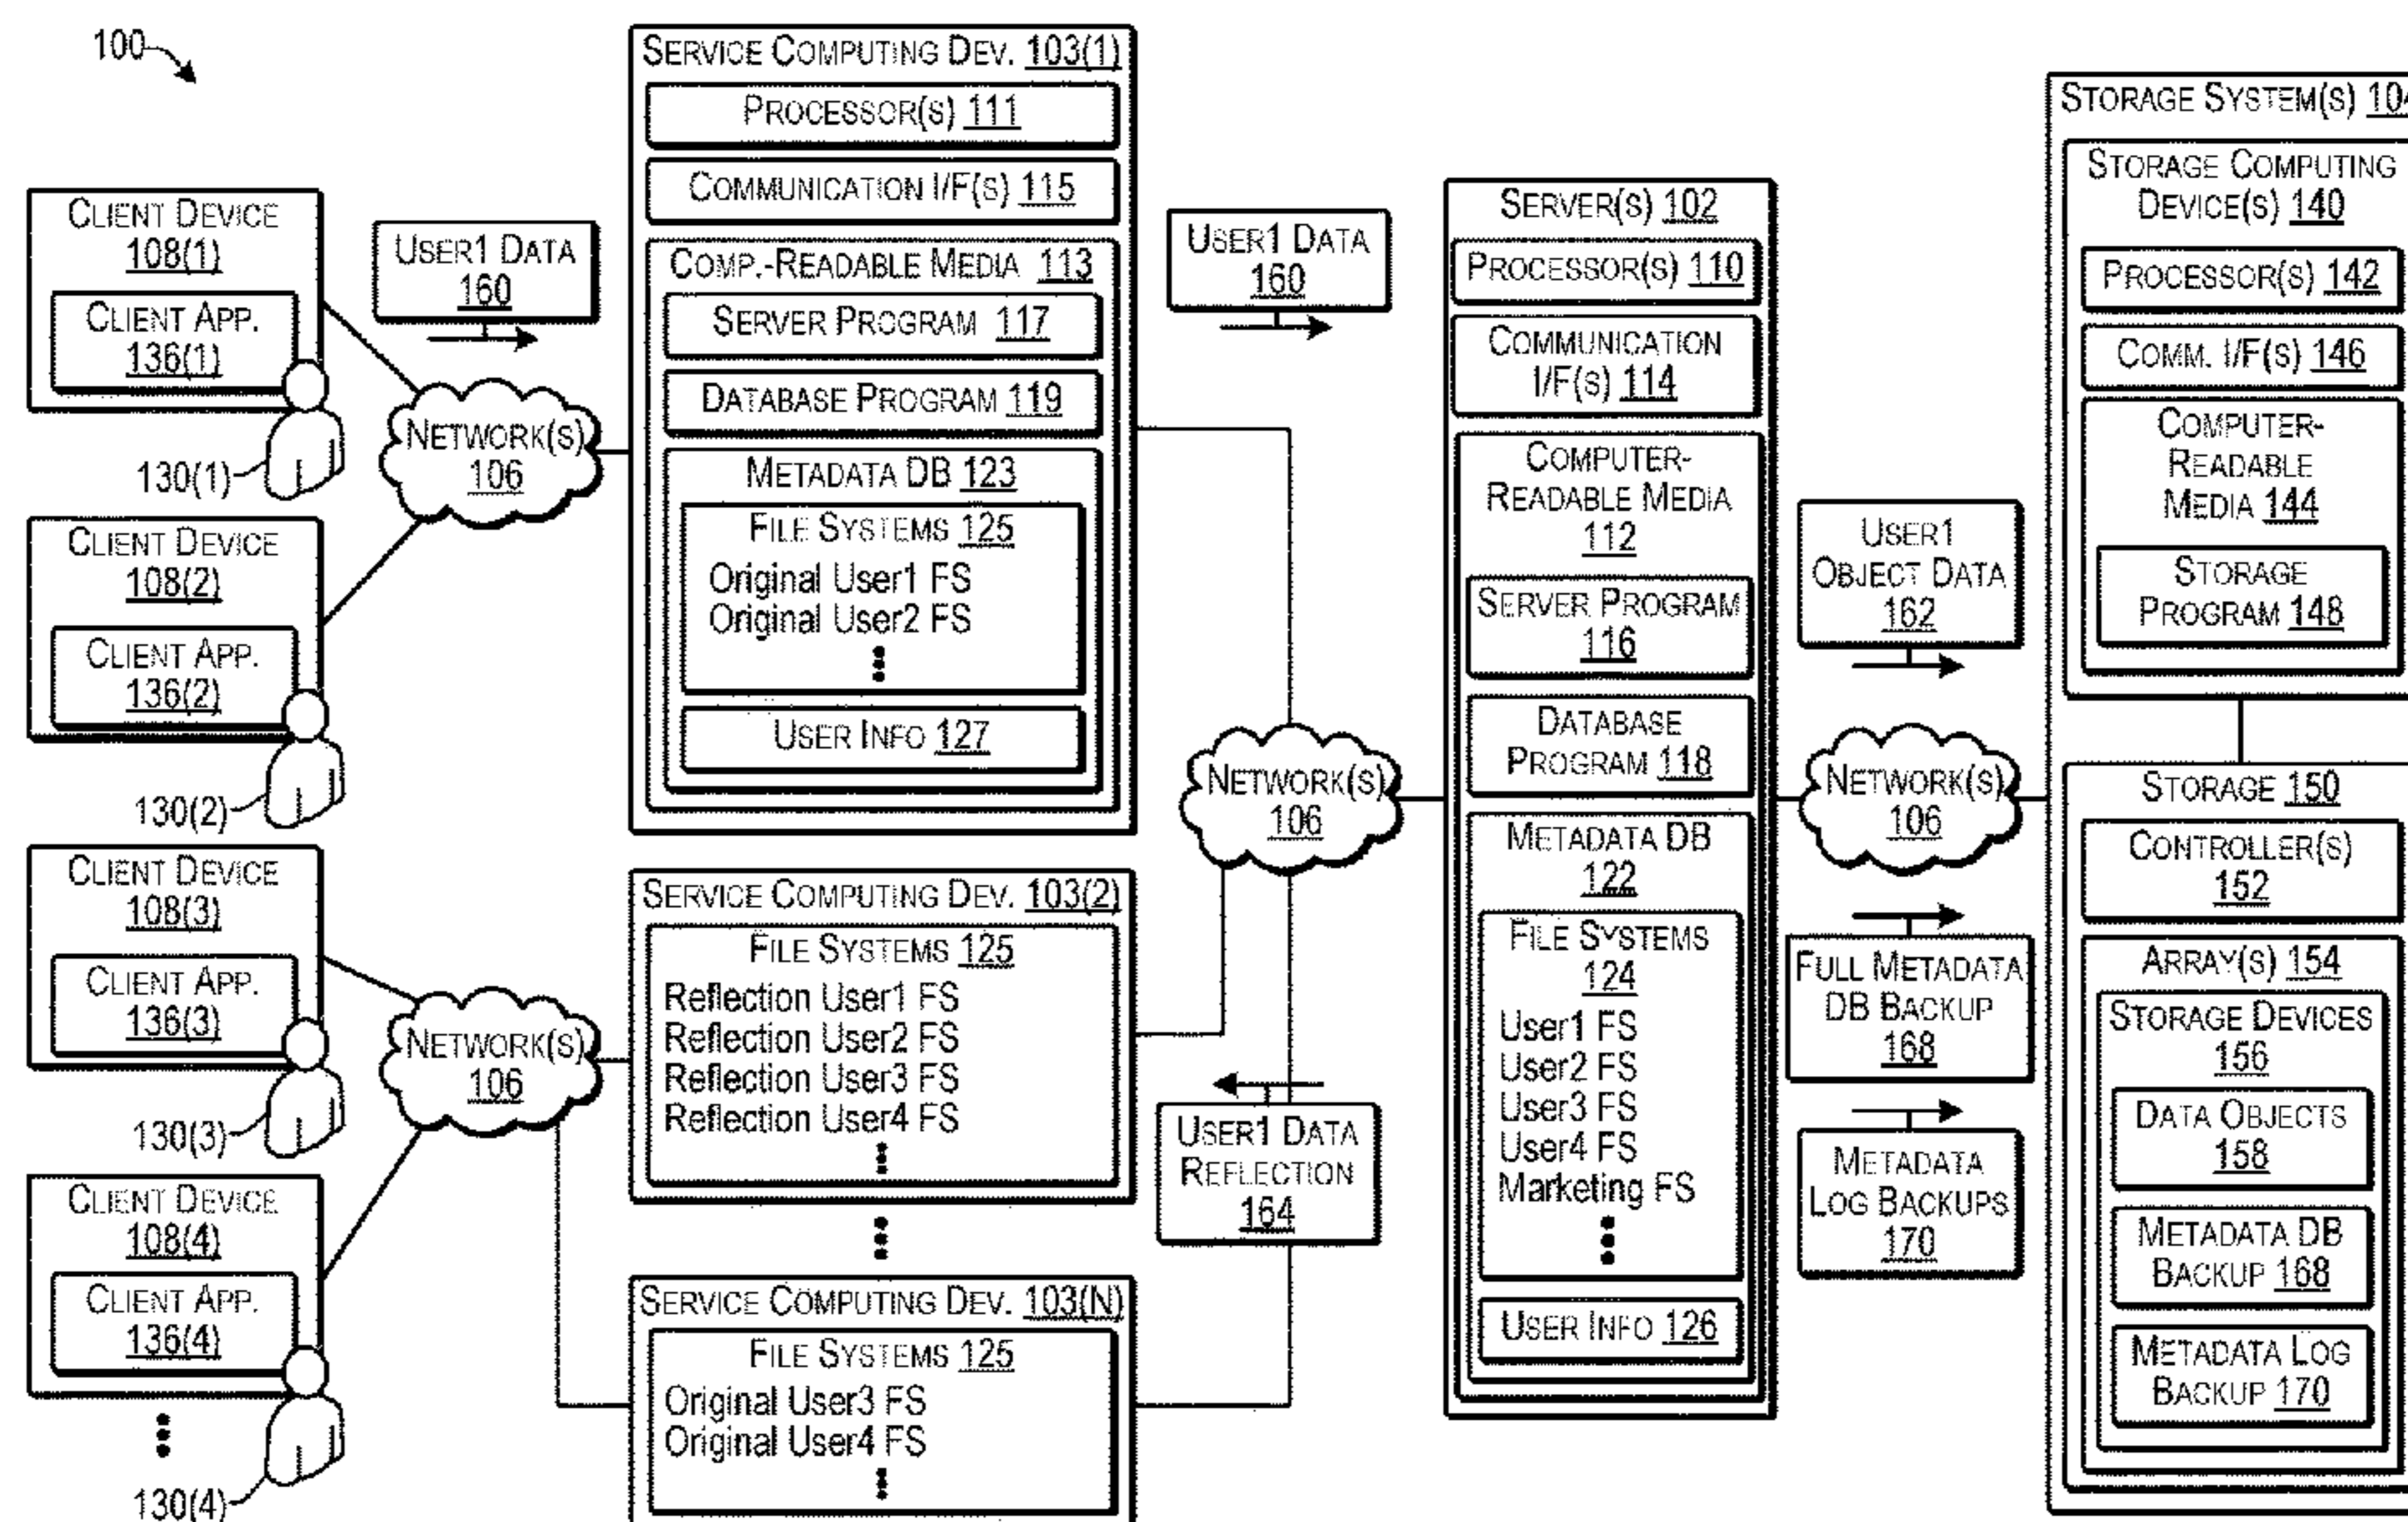 100
CLIENT DEVICE
108(1)
CLIENT APP.
136(1)
130(1)
CLIENT DEVICE
108(2)
CLIENT APP.
136(2)
130(2)
CLIENT DEVICE
108(3)
CLIENT APP.
136(3)
130(3)
CLIENT DEVICE
108(4)
CLIENT APP.
136(4)
130(4)
USER1 DATA
160
NETWORK(S)
106
NETWORK(S)
106
SERVICE COMPUTING DEV. 103(1)
PROCESSOR(S) 111
COMMUNICATION I/F(S) 115
COMP.-READABLE MEDIA 113
SERVER PROGRAM 117
DATABASE PROGRAM 119
METADATA DB 123
FILE SYSTEMS 125
Original User1 FS
Original User2 FS
USER INFO 127
SERVICE COMPUTING DEV. 103(2)
FILE SYSTEMS 125
Reflection User1 FS
Reflection User2 FS
Reflection User3 FS
Reflection User4 FS
SERVICE COMPUTING DEV. 103(N)
FILE SYSTEMS 125
Original User3 FS
Original User4 FS
USER1 DATA
160
NETWORK(S)
106
USER1 DATA
REFLECTION
164
SERVER(S) 102
PROCESSOR(S) 110
COMMUNICATION
I/F(S) 114
COMPUTER-
READABLE MEDIA
112
SERVER PROGRAM
116
DATABASE
PROGRAM 118
METADATA DB
122
FILE SYSTEMS
124
User1 FS
User2 FS
User3 FS
User4 FS
Marketing FS
USER INFO 126
USER1
OBJECT DATA
162
NETWORK(S)
106
FULL METADATA
DB BACKUP
168
METADATA
LOG BACKUPS
170
STORAGE SYSTEM(S) 104
STORAGE COMPUTING
DEVICE(S) 140
PROCESSOR(S) 142
COMM. I/F(S) 146
COMPUTER-
READABLE
MEDIA 144
STORAGE
PROGRAM 148
STORAGE 150
CONTROLLER(S)
152
ARRAY(S) 154
STORAGE DEVICES
156
DATA OBJECTS
158
METADATA DB
BACKUP 168
METADATA LOG
BACKUP 170